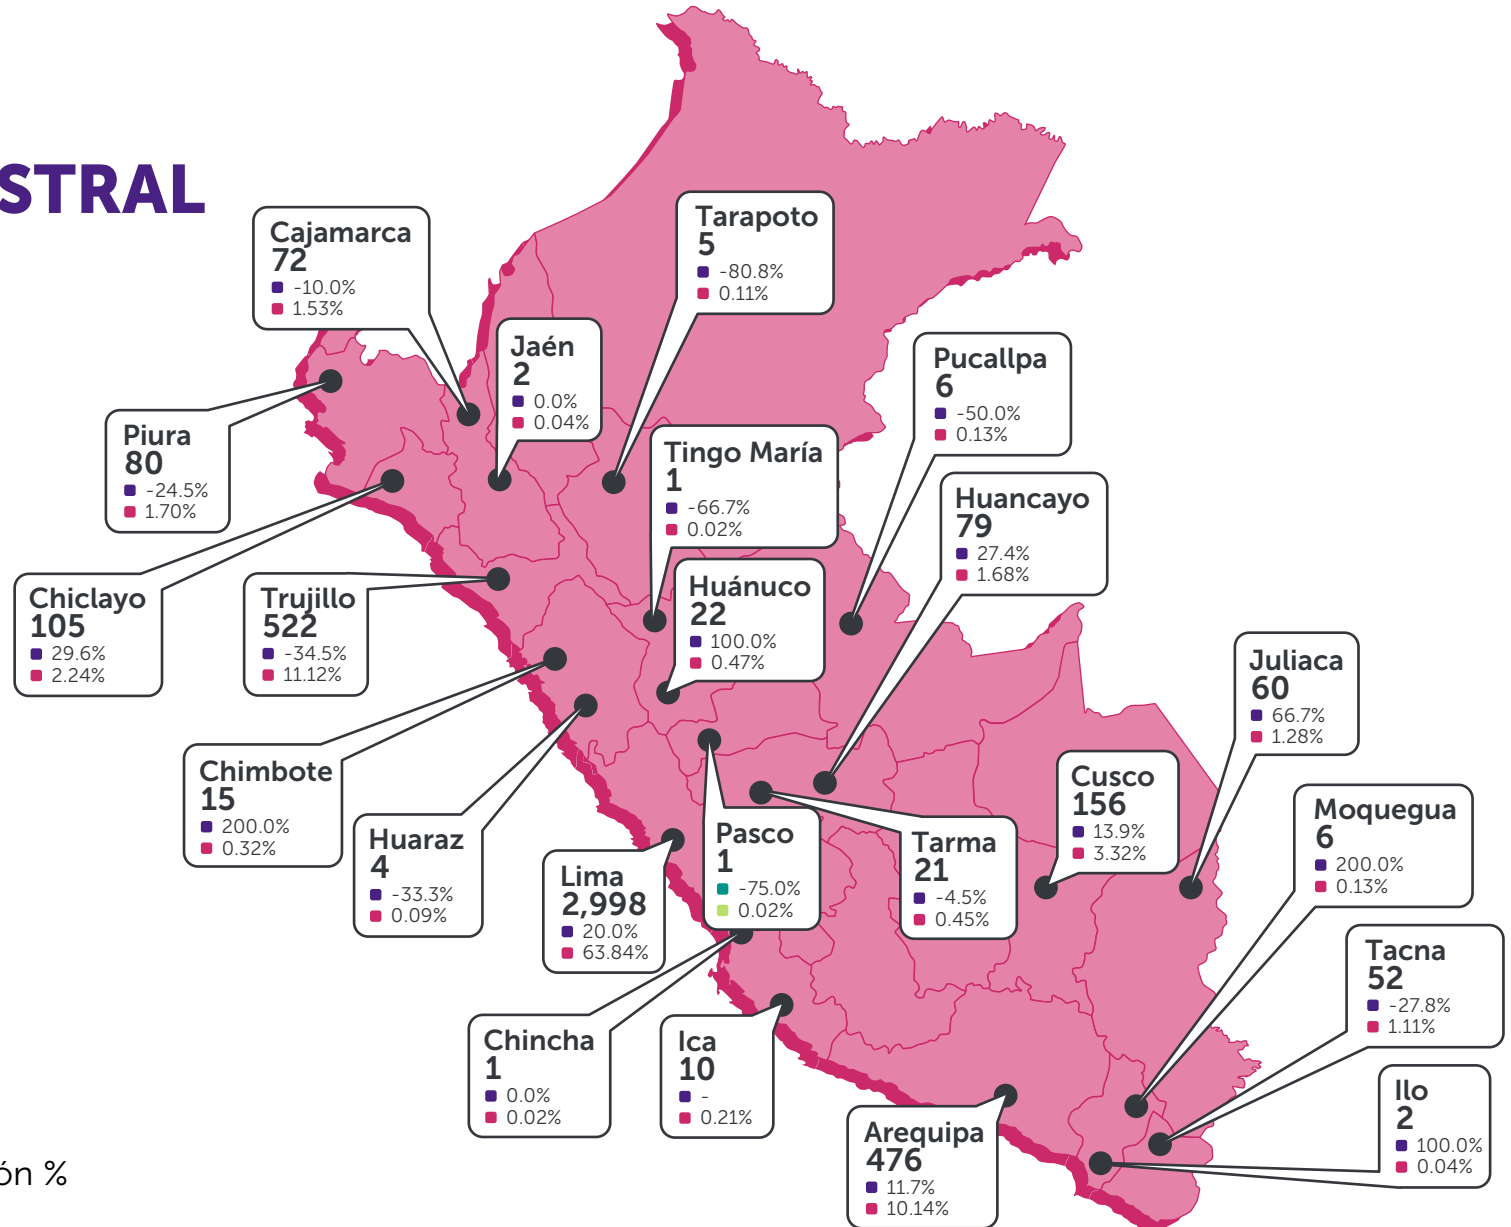 STRAL
Cajamarca
72
-10.0%
1.53%
Tarapoto
5
-80.8%
0.11%
Jaén
2
0.0%
0.04%
Pucallpa
6
-50.0%
0.13%
Piura
80
-24.5%
1.70%
Tingo María
1
-66.7%
0.02%
Huancayo
79
27.4%
1.68%
Chiclayo
105
29.6%
2.24%
Trujillo
522
-34.5%
11.12%
Huánuco
22
100.0%
0.47%
Juliaca
60
66.7%
1.28%
Chimbote
15
200.0%
0.32%
Huaraz
4
-33.3%
0.09%
Lima
2,998
20.0%
63.84%
Pasco
1
-75.0%
0.02%
Tarma
21
-4.5%
0.45%
Cusco
156
13.9%
3.32%
Moquegua
6
200.0%
0.13%
Tacna
52
-27.8%
1.11%
Chincha
1
0.0%
0.02%
Ica
10
-
0.21%
Arequipa
476
11.7%
10.14%
Ilo
2
100.0%
0.04%
ón %